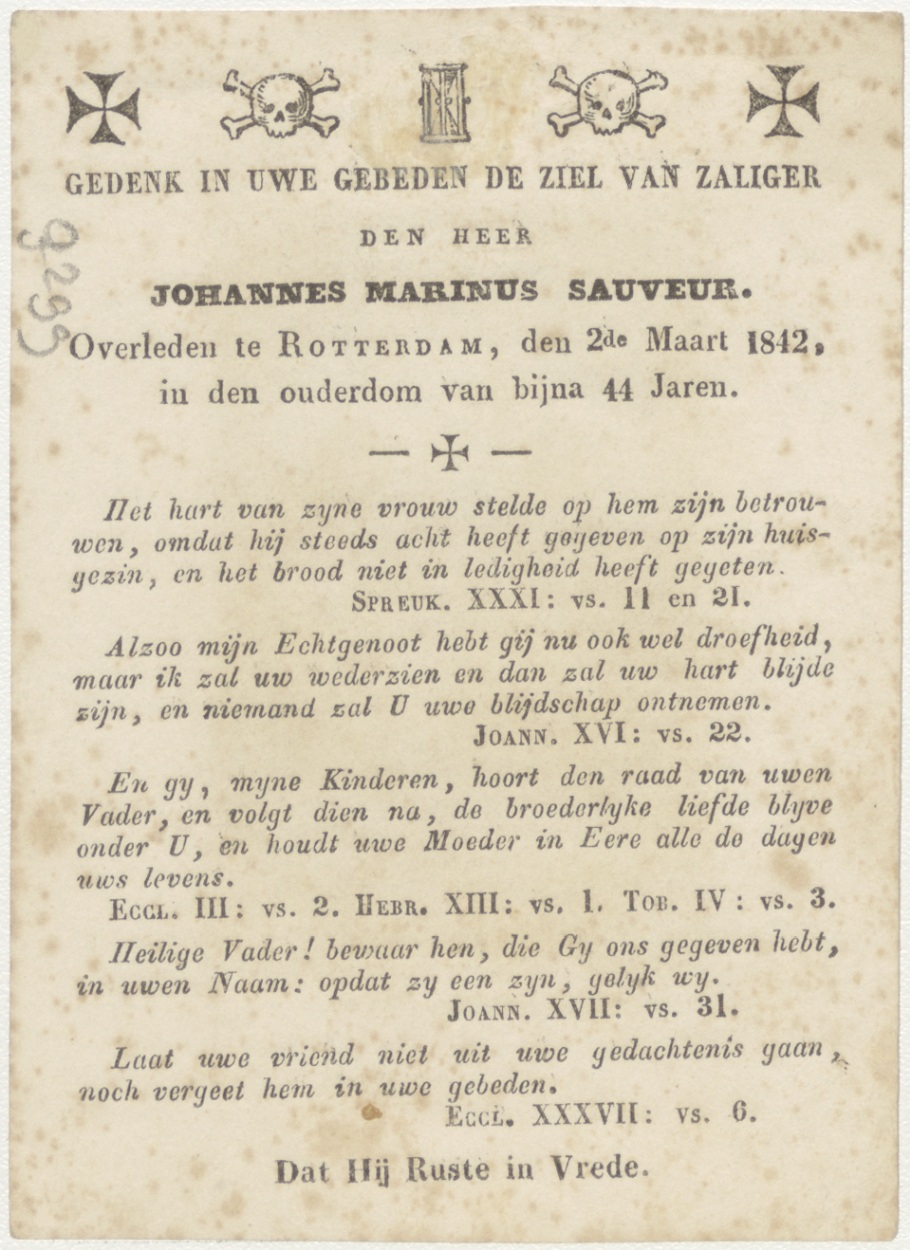 GEDENK IN UWE GEBEDEN DE ZIEL VAN ZALIGER
DEN HEER
JOHANNES MARINUS SAUVEUR.
Overleden te ROTTERDAM, den 2de Maart 1842,
in den ouderdom van bijna 44 Jaren.
Het hart van zyne vrouw stelde op hem zijn betrou-
wen, omdat hij steeds acht heeft gegeven op zijn huis-
gezin, en het brood niet in ledigheid heeft gegeten.
SPREUK. XXXI: vs. 11 en 21.
Alzoo mijn Echtgenoot hebt gij nu ook wel droefheid,
maar ik zal uw wederzien en dan zal uw hart blijde
zijn, en niemand zal U uwe blijdschap ontnemen.
JOANN. XVI: vs. 22.
En gy, myne Kinderen, hoort den raad van uwen
Vader, en volgt dien na, de broederlyke liefde blyve
onder U, en houdt uwe Moeder in Eere alle de dagen
uws levens.
ECCL. III: vs. 2. HEBR. XIII: vs. 1. TOB. IV: vs. 3.
Heilige Vader! bewaar hen, die Gy ons gegeven hebt,
in uwen Naam: opdat zy een zyn, gelyk wy.
JOANN. XVII: vs. 31.
Laat uwe vriend niet uit uwe gedachtenis gaan,
noch vergeet hem in uwe gebeden.
ECCL. XXXVII: vs. 6.
Dat Hij Ruste in Vrede.